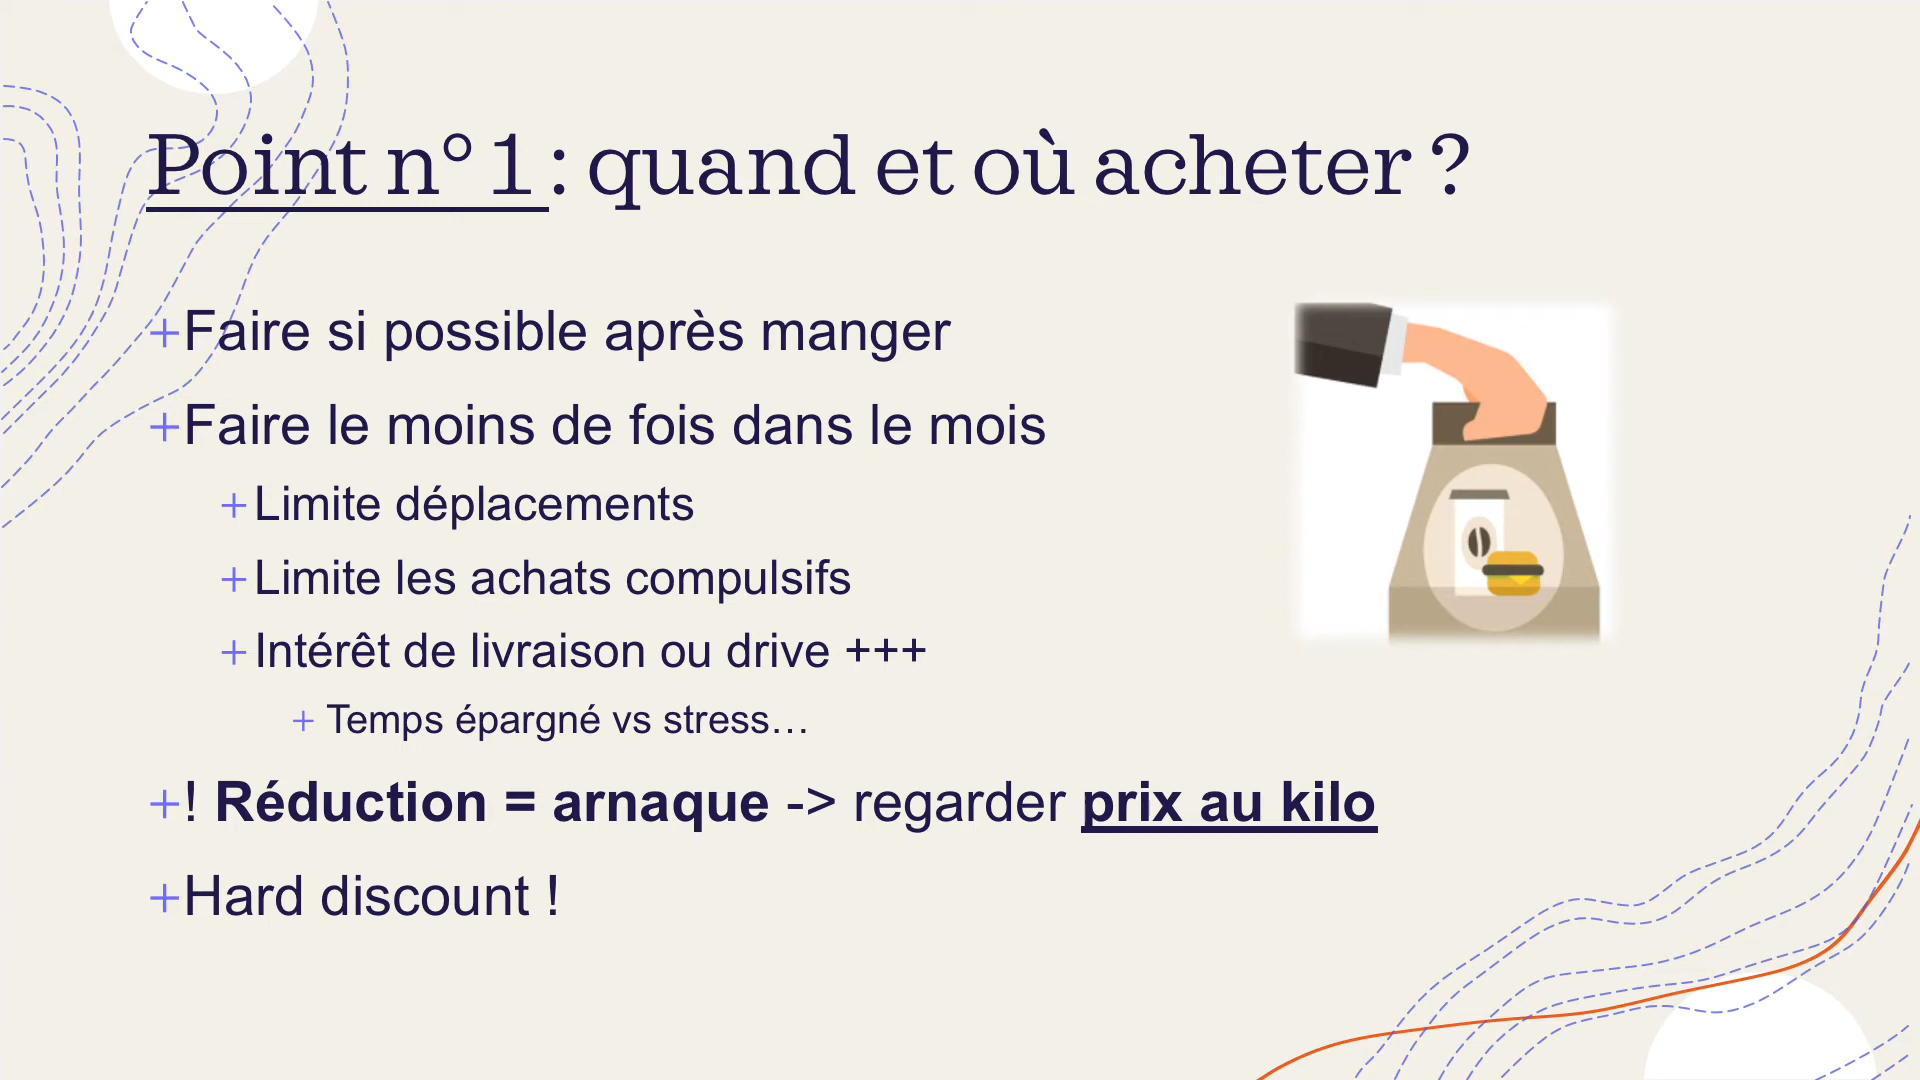 Point n°1 : quand et où acheter ?
+Faire si possible après manger
+Faire le moins de fois dans le mois
+Limite déplacements
+Limite les achats compulsifs
+Intérêt de livraison ou drive +++
+ Temps épargné vs stress…
+! Réduction = arnaque -> regarder prix au kilo
+Hard discount !